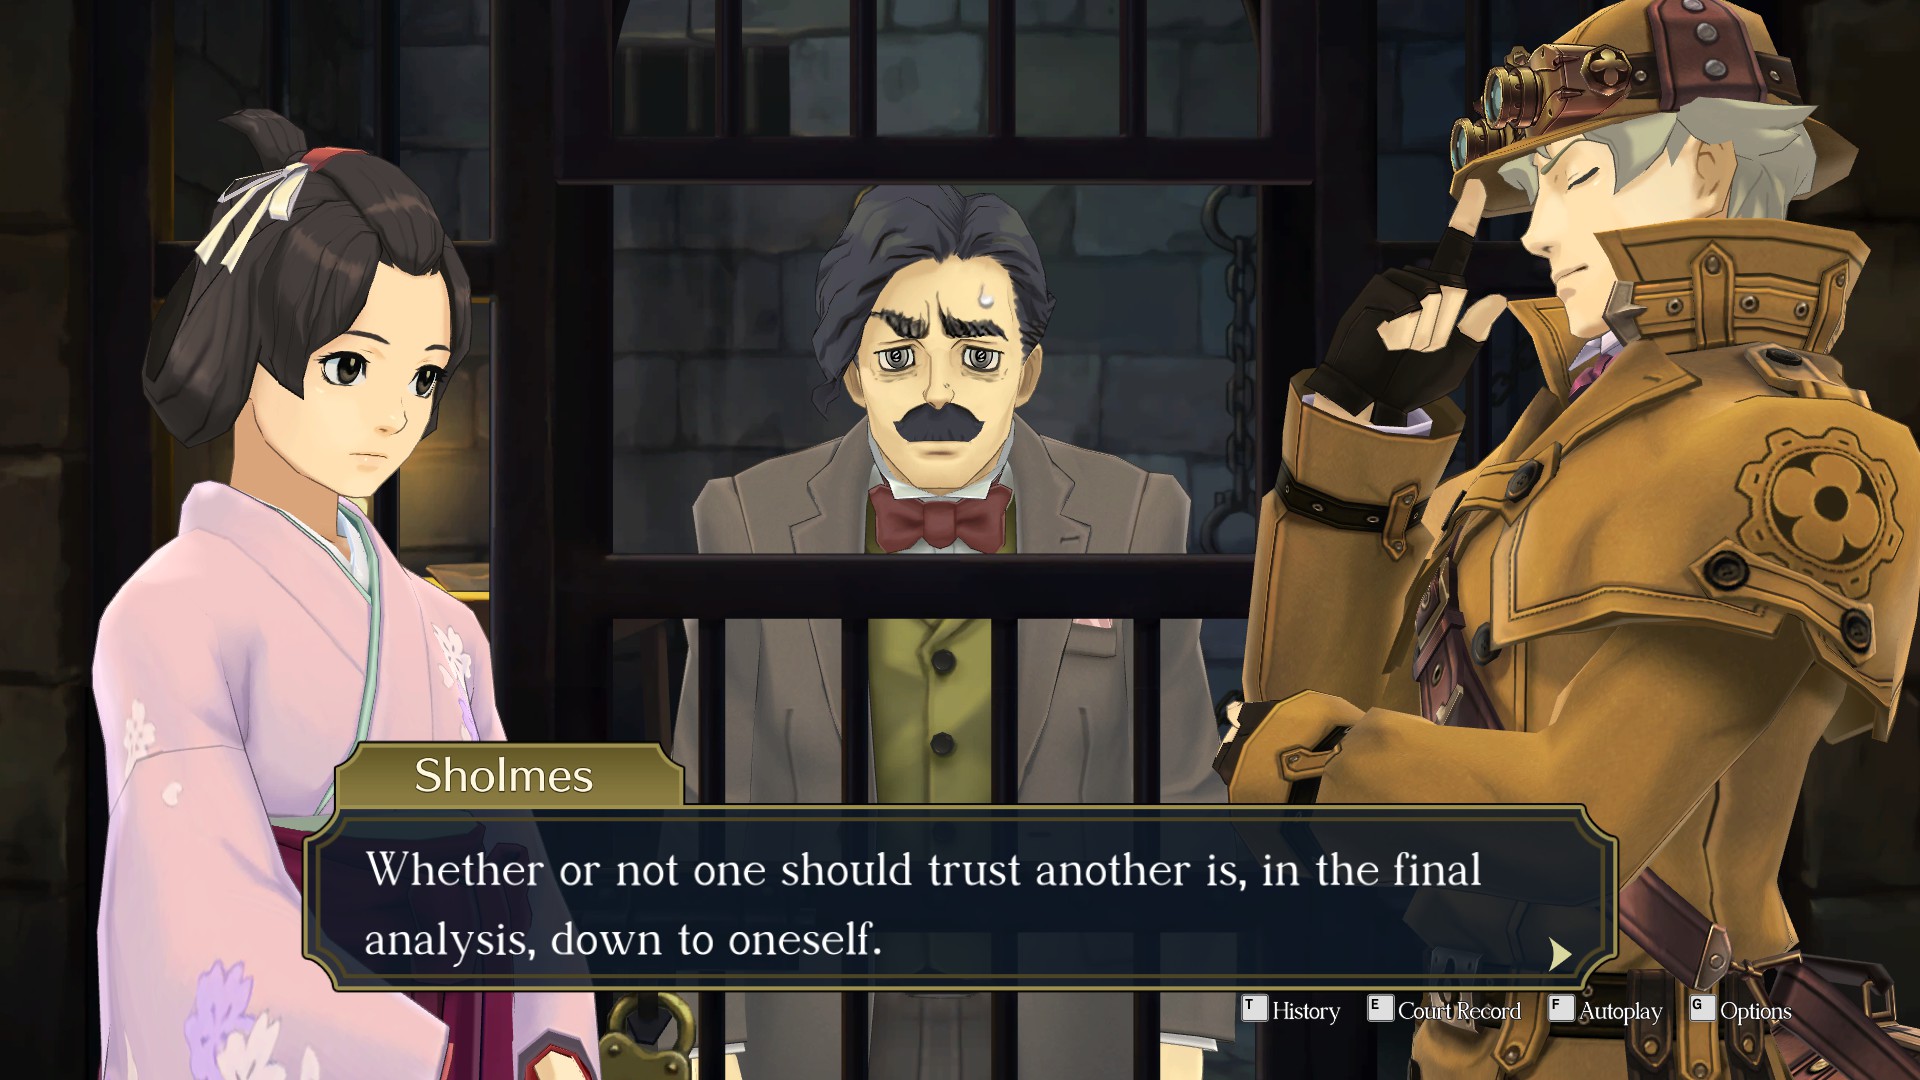 Sholmes
Whether or not one should trust another is, in the final
analysis, down to oneself.
T History E Court Record F Autoplay G Options